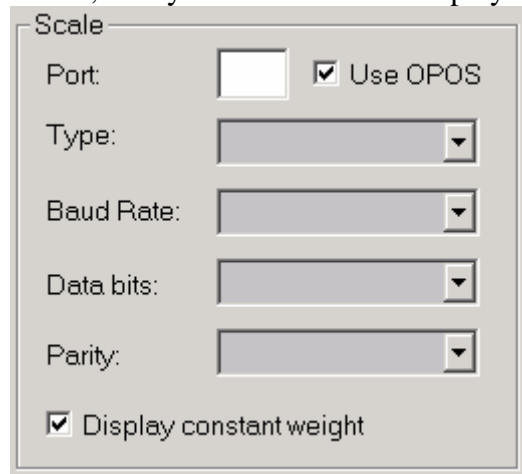 Scale
Port: Use OPOS
Type:
Baud Rate:
Data bits:
Parity:
Display constant weight